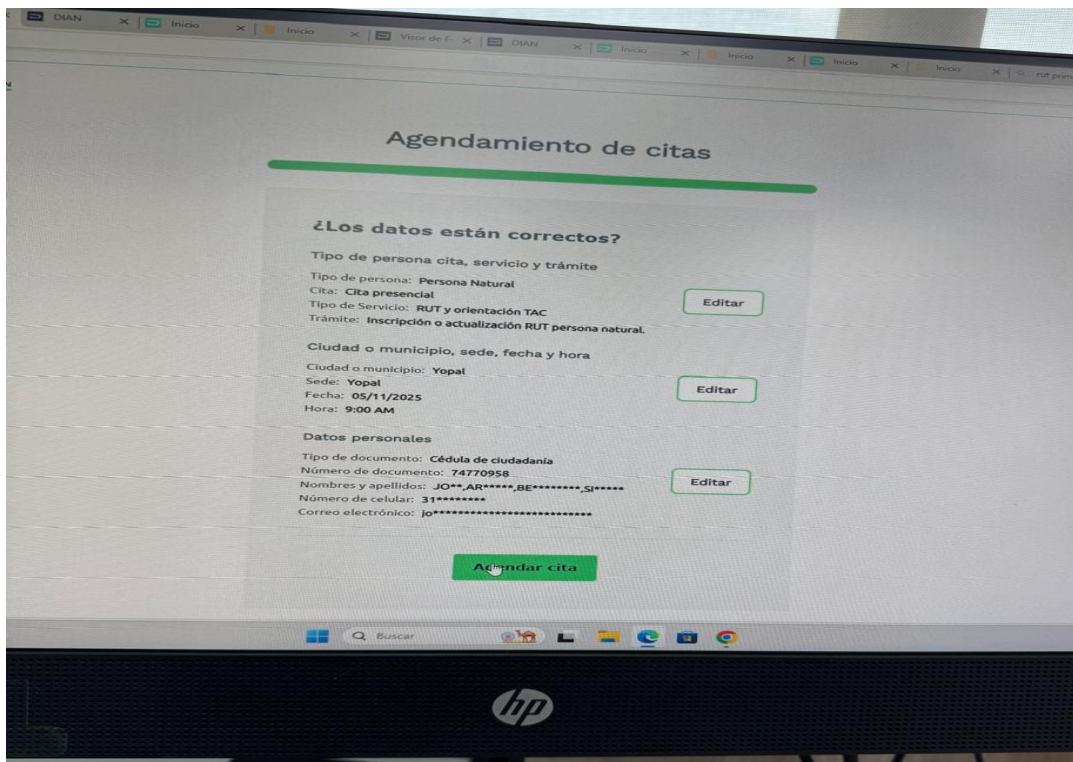 DIAN
Inicio
Inicio
Visor de
DIAN
Inicio
Inicio
Inicio
Inicio
rut
Agendamiento de citas
¿Los datos están correctos?
Tipo de persona cita, servicio y trámite
Tipo de persona: Persona Natural
Cita: Cita presencial
Tipo de Servicio: RUT y orientación TAC
Trámite: Inscripción o actualización RUT persona natural.
Editar
Ciudad o municipio, sede, fecha y hora
Ciudad o municipio: Yopal
Sede: Yopal
Fecha: 05/11/2025
Hora: 9:00 AM
Editar
Datos personales
Tipo de documento: Cédula de ciudadanía
Número de documento: 74770958
Nombres y apellidos: JO**,AR*****,BE********,SI*****
Número de celular: 31********
Correo electrónico: jo**************************
Editar
Agendar cita
Buscar
hp